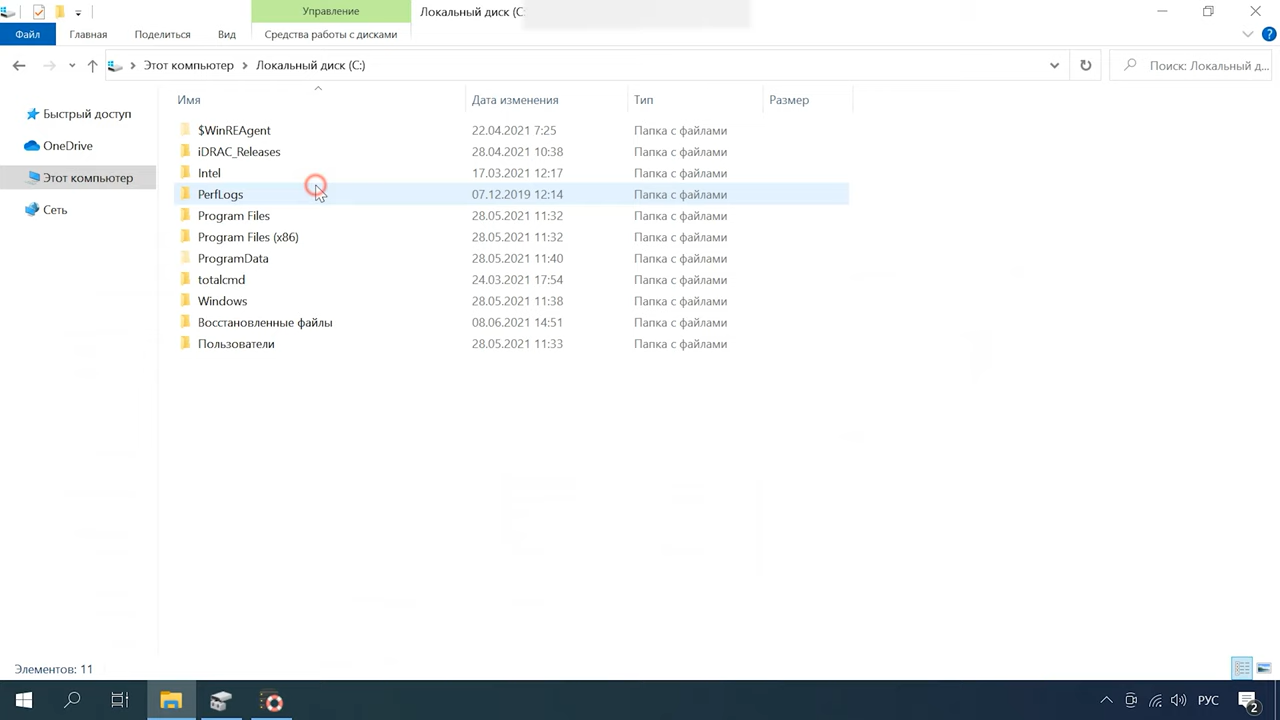 Управление
Локальный диск (C:
Файл
Главная
Поделиться
Вид
Средства работы с дисками
?
Этот компьютер
Локальный диск (C:)
Поиск: Локальный д...
Имя
Дата изменения
Тип
Размер
Быстрый доступ
OneDrive
Этот компьютер
Сеть
$WinREAgent 22.04.2021 7:25 Папка с файлами
iDRAC_Releases 28.04.2021 10:38 Папка с файлами
Intel 17.03.2021 12:17 Папка с файлами
PerfLogs 07.12.2019 12:14 Папка с файлами
Program Files 28.05.2021 11:32 Папка с файлами
Program Files (x86) 28.05.2021 11:32 Папка с файлами
ProgramData 28.05.2021 11:40 Папка с файлами
totalcmd 24.03.2021 17:54 Папка с файлами
Windows 28.05.2021 11:38 Папка с файлами
Восстановленные файлы 08.06.2021 14:51 Папка с файлами
Пользователи 28.05.2021 11:33 Папка с файлами
Элементов: 11
РУС
2